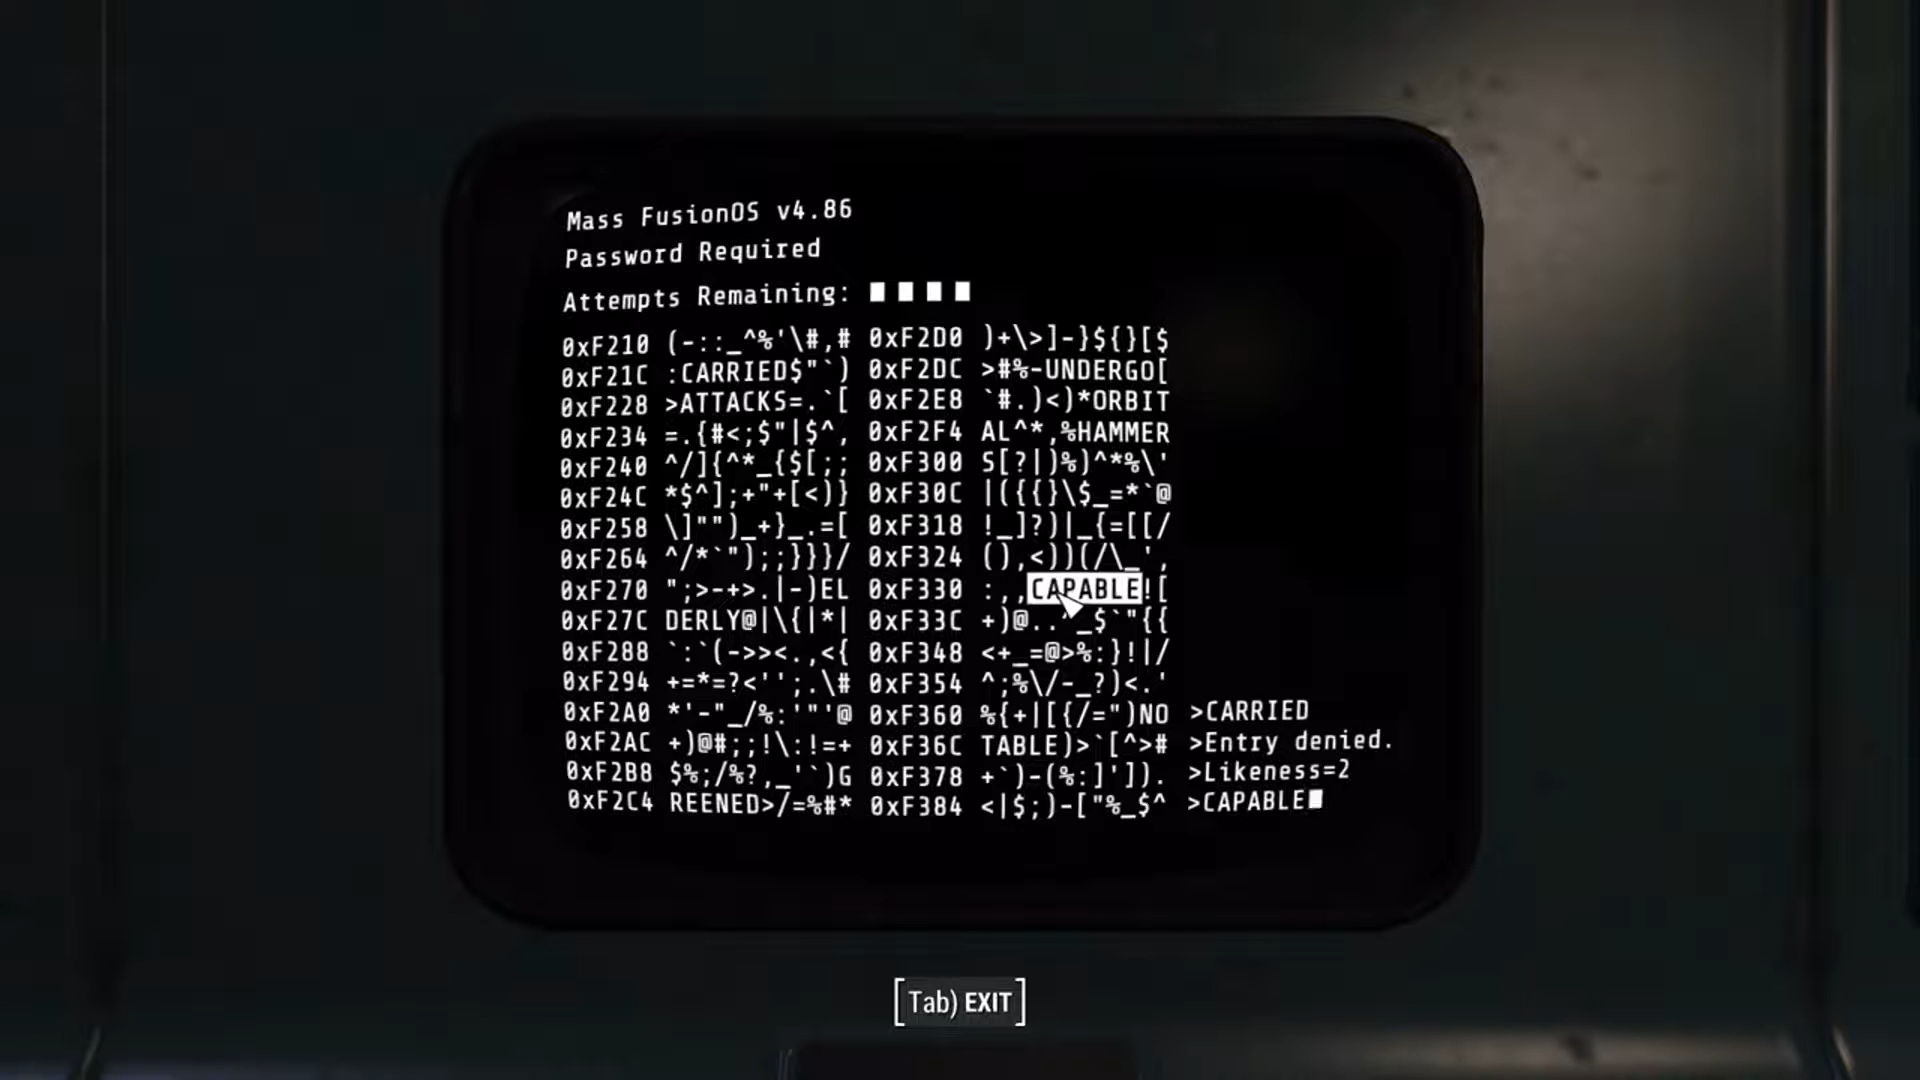 Mass FusionOS v4.86
Password Required
Attempts Remaining: ■ ■ ■ ■
0xF210 (-::_^%'\#,# 0xF2D0 )+\>]-}${}[$
0xF21C :CARRIED$"`) 0xF2DC >#%-UNDERGO[
0xF228 >ATTACKS=.`[ 0xF2E8 `#.)<)*ORBIT
0xF234 =.{#<;$"|$^, 0xF2F4 AL^*,%HAMMER
0xF240 ^/]{^*_{$[;; 0xF300 S[?|)%)^*%\'
0xF24C *$^];+"+[<)} 0xF30C |({{}\$_=*`@
0xF258 \]"")_+}_.=[ 0xF318 !_]?)|_{=[[/
0xF264 ^/*`");;}}}/ 0xF324 (),<))(/\_',
0xF270 ";>-+>.|-)EL 0xF330 :,,CAPABLE![
0xF27C DERLY@|\{|*| 0xF33C +)@..^_$`"{{
0xF288 `:`(->><.,<{ 0xF348 <+_=@>%:}!|/
0xF294 +=*=?<'';.\# 0xF354 ^;%\/-_?)<.'
0xF2A0 *'-"_/%:'"'@ 0xF360 %{+|[{/=")NO >CARRIED
0xF2AC +)@#;;!\:!=+ 0xF36C TABLE)>`[^># >Entry denied.
0xF2B8 $%;/%?,_'`)G 0xF378 +`)-(%:]']). >Likeness=2
0xF2C4 REENED>/=%#* 0xF384 <|$;)-["%_$^ >CAPABLE■
[Tab) EXIT]